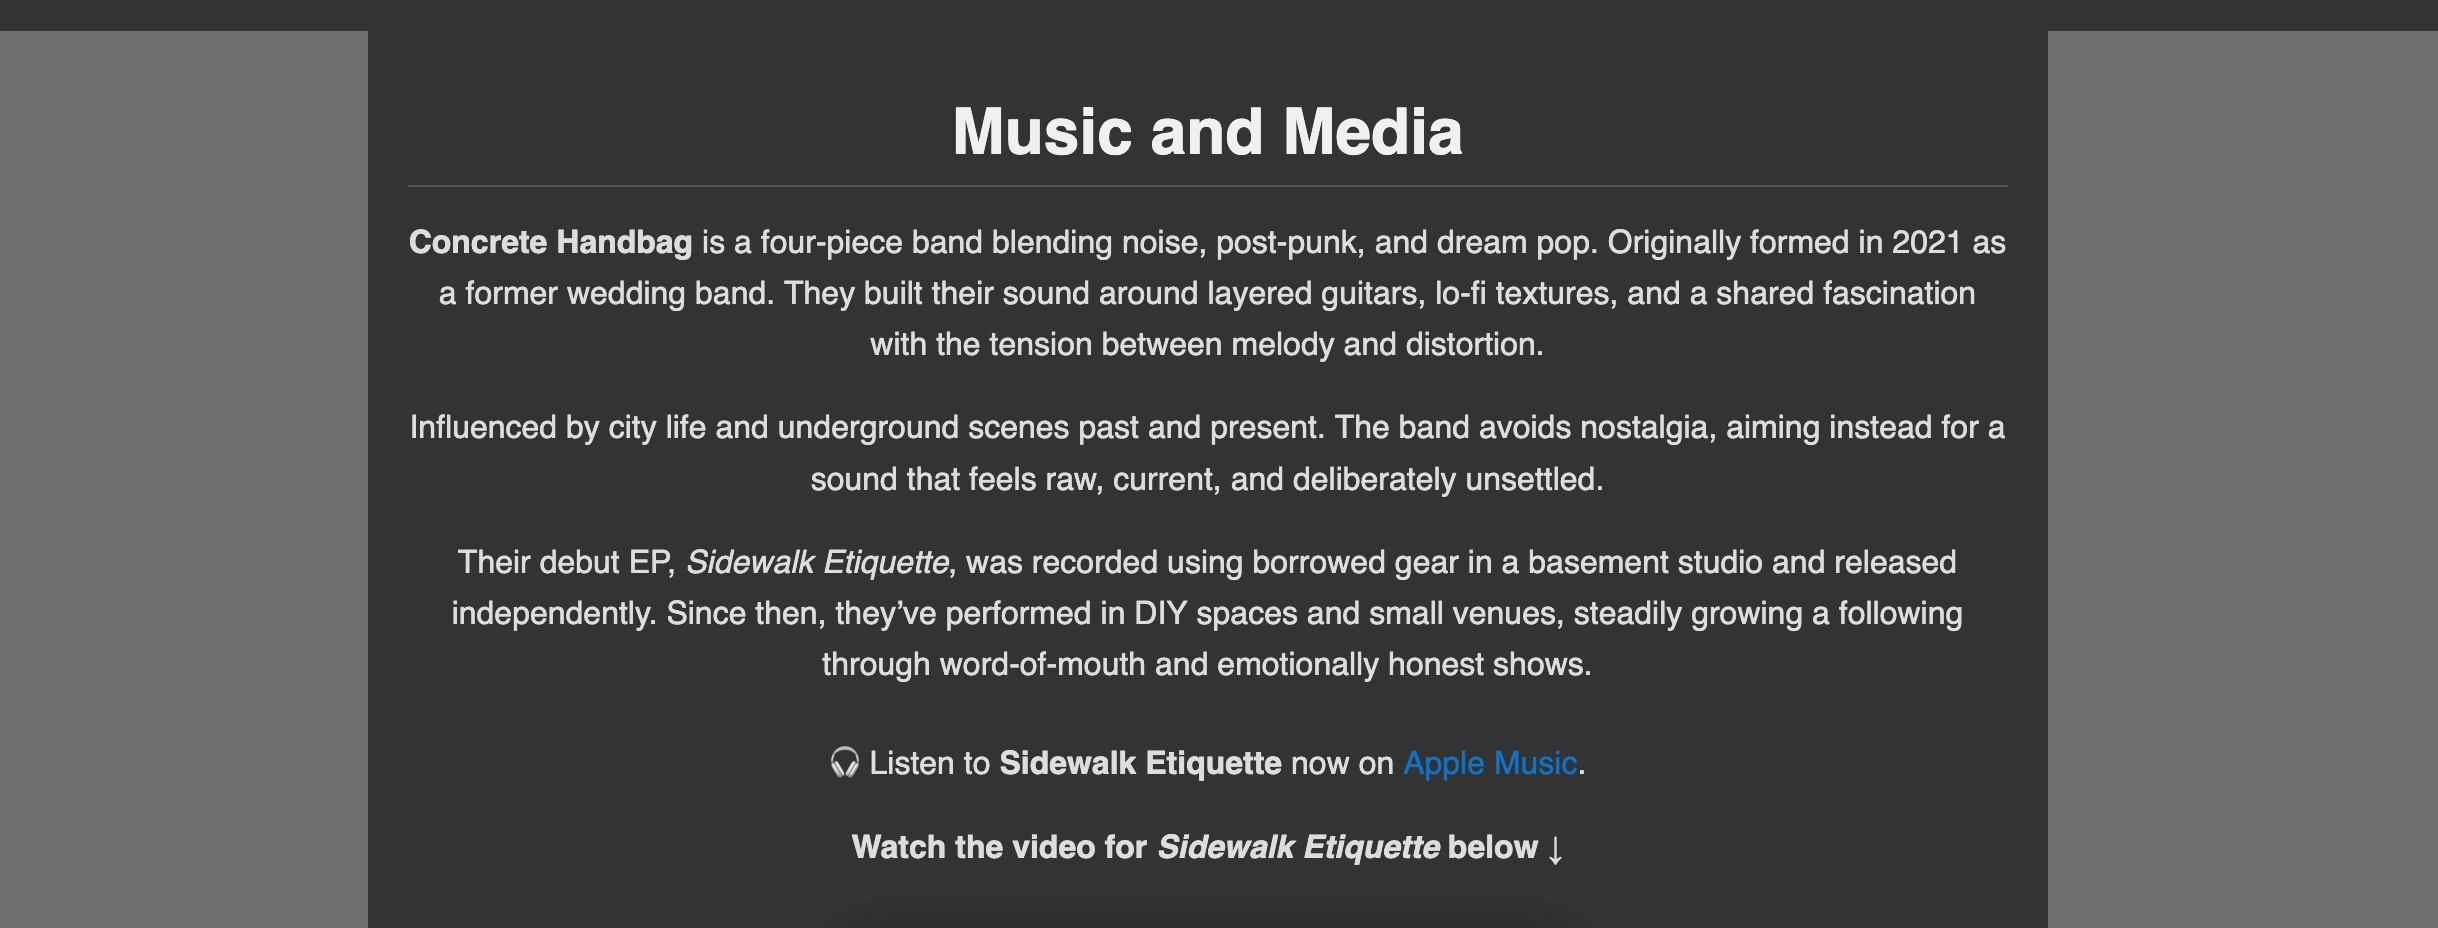 Music and Media
Concrete Handbag is a four-piece band blending noise, post-punk, and dream pop. Originally formed in 2021 as
a former wedding band. They built their sound around layered guitars, lo-fi textures, and a shared fascination
with the tension between melody and distortion.
Influenced by city life and underground scenes past and present. The band avoids nostalgia, aiming instead for a
sound that feels raw, current, and deliberately unsettled.
Their debut EP, Sidewalk Etiquette, was recorded using borrowed gear in a basement studio and released
independently. Since then, they’ve performed in DIY spaces and small venues, steadily growing a following
through word-of-mouth and emotionally honest shows.
🎧 Listen to Sidewalk Etiquette now on Apple Music.
Watch the video for Sidewalk Etiquette below ↓